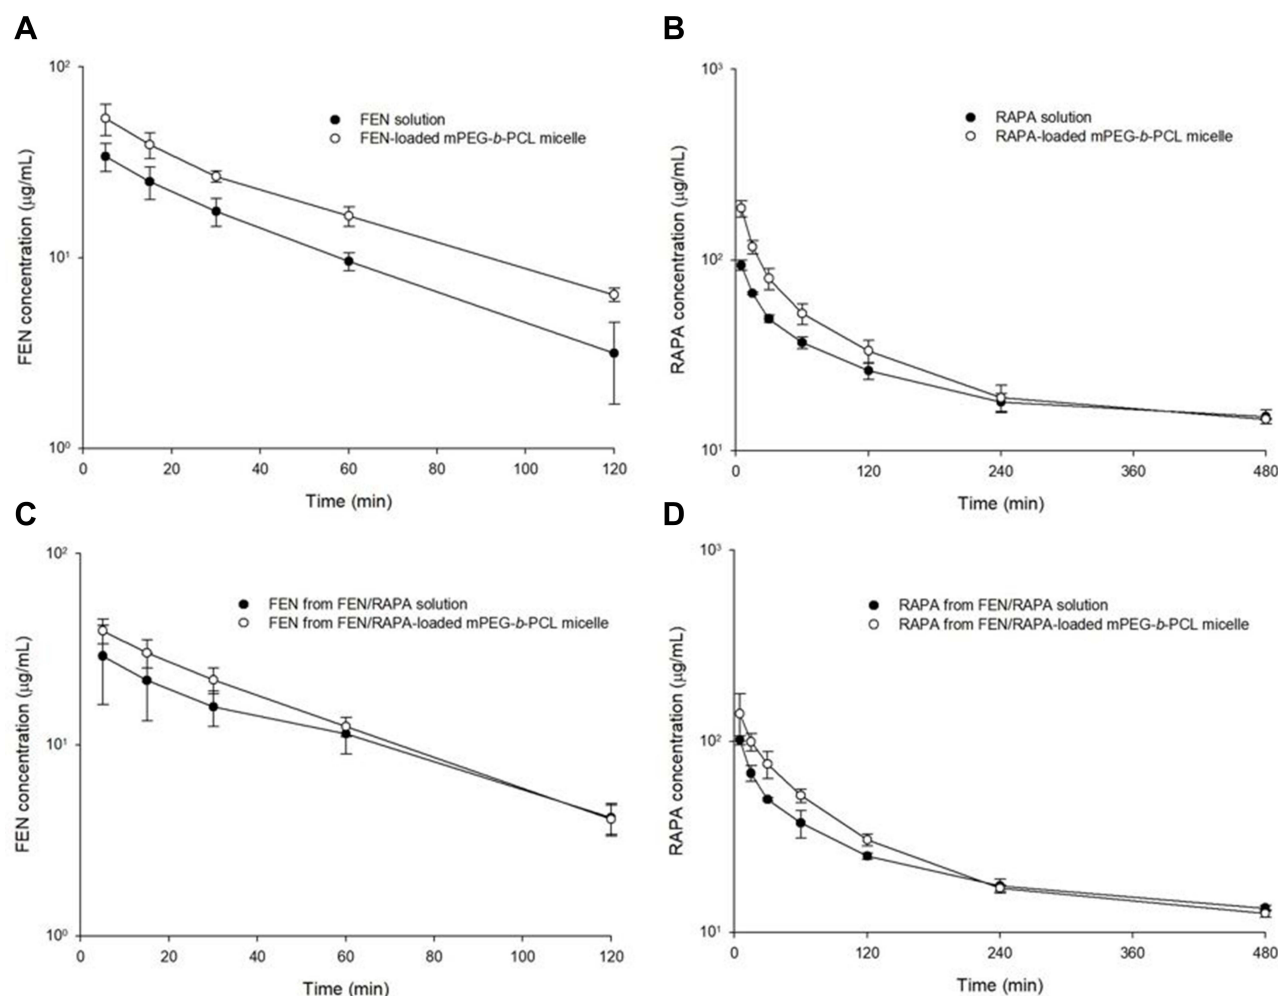 A
10²
FEN solution
FEN-loaded mPEG-b-PCL micelle
FEN concentration (µg/mL)
10¹
10⁰
0 20 40 60 80 100 120
Time (min)
B
10³
RAPA solution
RAPA-loaded mPEG-b-PCL micelle
RAPA concentration (µg/mL)
10²
10¹
0 120 240 360 480
Time (min)
C
10²
FEN from FEN/RAPA solution
FEN from FEN/RAPA-loaded mPEG-b-PCL micelle
FEN concentration (µg/mL)
10¹
10⁰
0 20 40 60 80 100 120
Time (min)
D
10³
RAPA from FEN/RAPA solution
RAPA from FEN/RAPA-loaded mPEG-b-PCL micelle
RAPA concentration (µg/mL)
10²
10¹
0 120 240 360 480
Time (min)